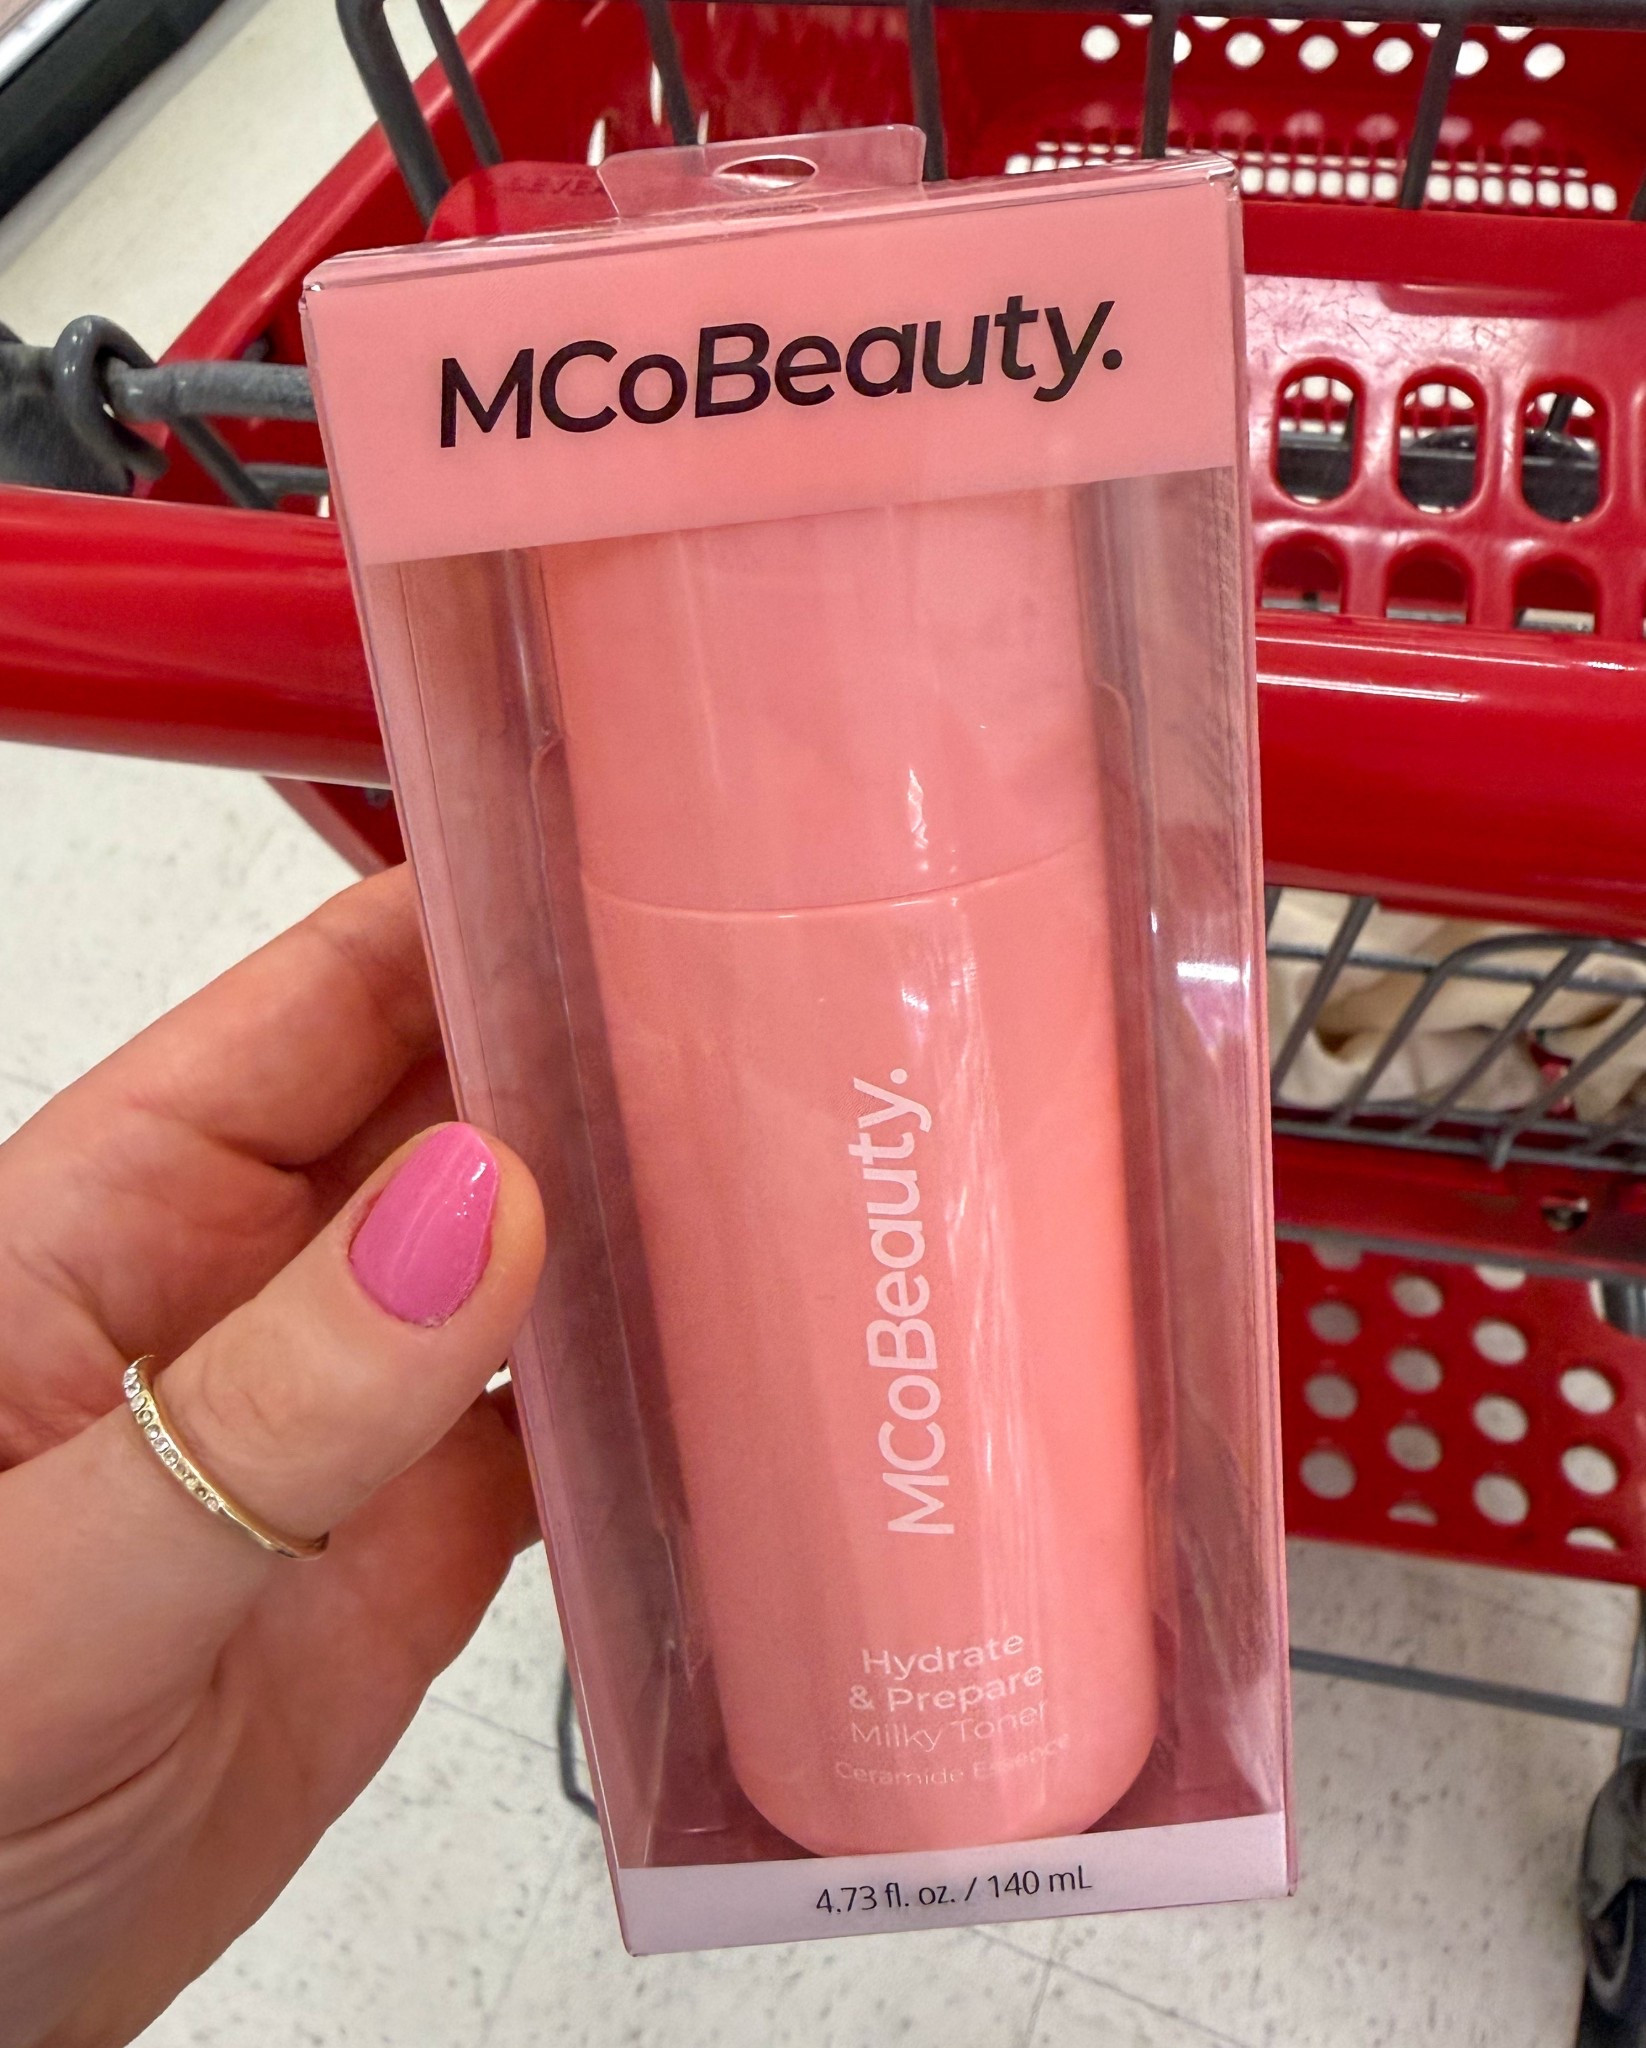 MCoBeauty.
MCoBeauty.
Hydrate
& Prepare
Milky Toner
Ceramide Essence
4.73 fl. oz. / 140 mL